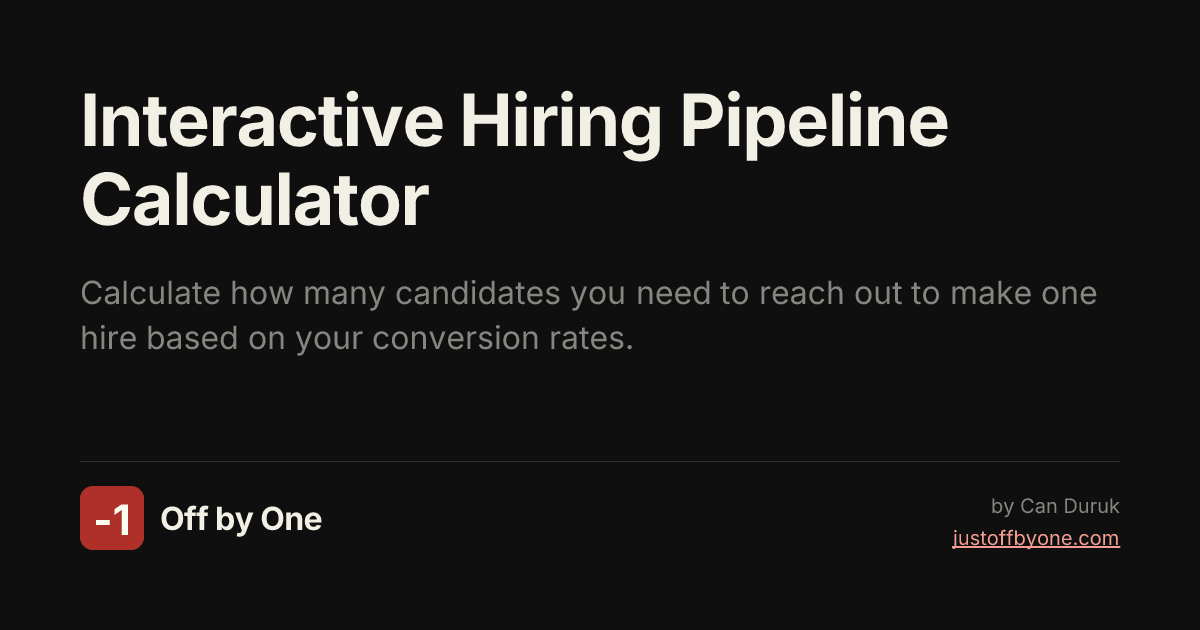 Interactive Hiring Pipeline
Calculator
Calculate how many candidates you need to reach out to make one
hire based on your conversion rates.
-1
Off by One
by Can Duruk
justoffbyone.com